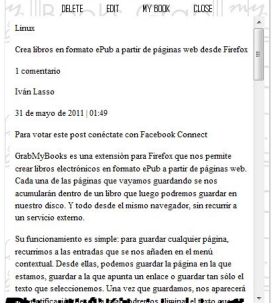 DELETE EDIT MY BOOK CLOSE
Linux
Crea libros en formato ePub a partir de páginas web desde Firefox
1 comentario
Iván Lasso
31 de mayo de 2011 | 01:49
Para votar este post conéctate con Facebook Connect
GrabMyBooks es una extensión para Firefox que nos permite
crear libros electrónicos en formato ePub a partir de páginas web.
Cada una de las páginas que vayamos guardando se nos
acumularán dentro de un libro que luego podremos guardar en
nuestro disco. Y todo desde el mismo navegador, sin recurrir a
un servicio externo.
Su funcionamiento es simple: para guardar cualquier página,
recurrimos a las entradas que se nos añaden en el menú
contextual. Desde ellas, podemos guardar la página en la que
estamos, guardar a la que apunta un enlace o guardar tan sólo el
texto que seleccionemos. Una vez que guardamos, nos aparecerá